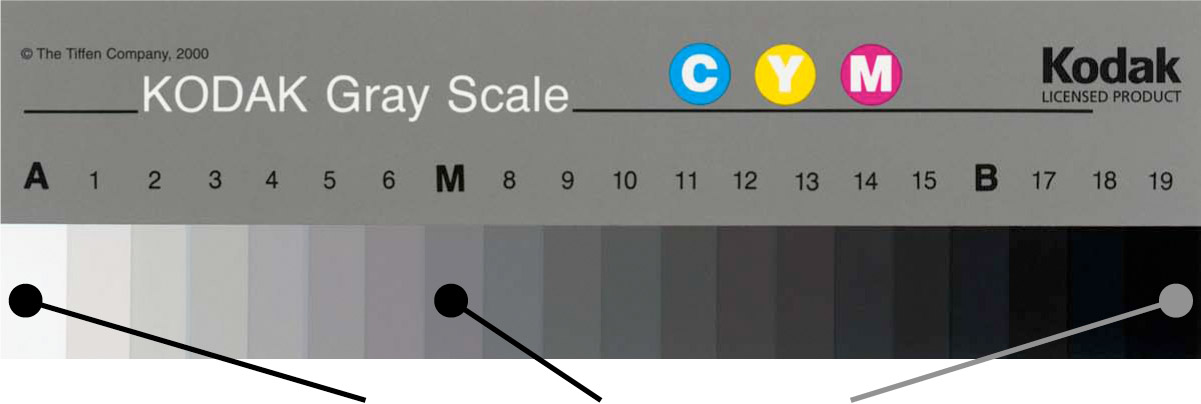 © The Tiffen Company, 2000
KODAK Gray Scale
C Y M
Kodak
LICENSED PRODUCT
A 1 2 3 4 5 6 M 8 9 10 11 12 13 14 15 B 17 18 19